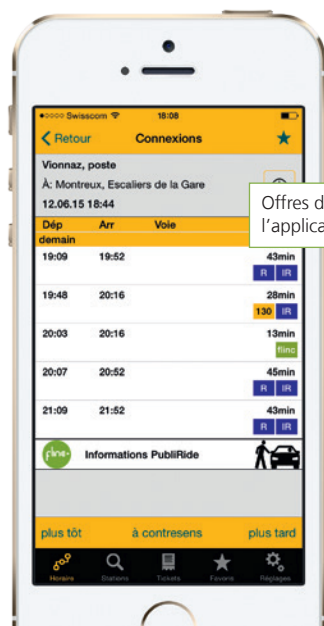 Swisscom 16:08
Retour Connexions
Vionnaz, poste
À: Montreux, Escaliers de la Gare
12.06.15 18:44
Offres d
l'applica
Dép Arr Voie
demain
19:09 19:52 43min
R IR
19:48 20:16 28min
130 IR
20:03 20:16 13min
flinc
20:07 20:52 45min
R IR
21:09 21:52 43min
R IR
flinc Informations PubliRide
plus tôt à contresens plus tard
Horaire Stations Tickets Favoris Réglages